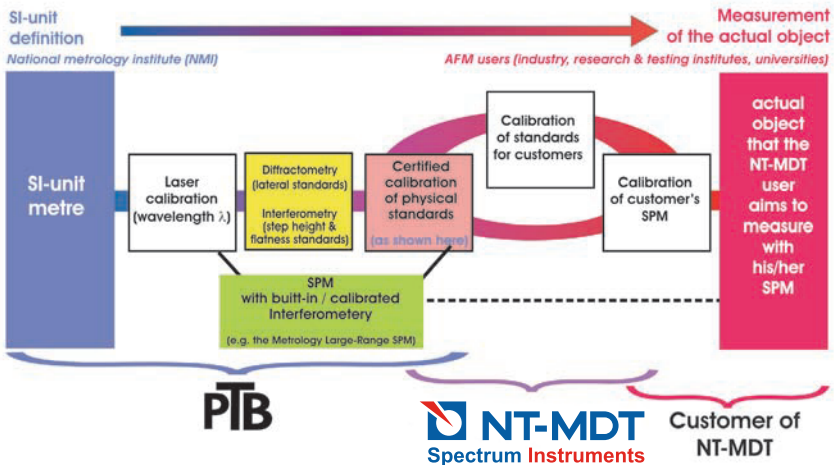 SI-unit
definition
National metrology institute (NMI)
Measurement
of the actual object
AFM users (industry, research & testing institutes, universities)
SI-unit
metre
Laser
calibration
(wavelength λ)
Diffractometry
(lateral standards)
Interferometry
(step height &
flatness standards)
Certified
calibration
of physical
standards
(as shown here)
Calibration
of standards
for customers
Calibration
of customer's
SPM
actual
object
that the
NT-MDT
user
aims to
measure
with
his/her
SPM
SPM
with built-in / calibrated
Interferometery
(e.g. the Metrology Large-Range SPM)
PTB
NT-MDT
Spectrum Instruments
Customer of
NT-MDT